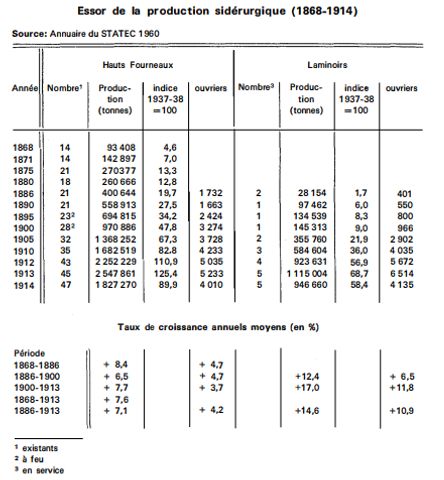 Essor de la production sidérurgique (1868-1914)
Source: Annuaire du STATEC 1960
Hauts Fourneaux Laminoirs
Année Nombre¹ Produc- indice ouvriers Nombre³ Produc- indice ouvriers
tion 1937-38 tion 1937-38
(tonnes) =100 (tonnes) =100
1868 14 93 408 4,6
1871 14 142 897 7,0
1875 21 270377 13,3
1880 18 260 666 12,8
1886 21 400 644 19,7 1 732 2 28 154 1,7 401
1890 21 558 913 27,5 1 663 1 97 462 6,0 550
1895 23² 694 815 34,2 2 424 1 134 539 8,3 800
1900 28² 970 886 47,8 3 274 1 145 313 9,0 966
1905 32 1 368 252 67,3 3 728 2 355 760 21,9 2 902
1910 35 1 682 519 82.8 4 233 3 584 604 36,0 4 035
1912 43 2 252 229 110,9 5 035 4 923 631 56,9 5 672
1913 45 2 547 861 125,4 5 233 5 1 115 004 68,7 6 514
1914 47 1 827 270 89,9 4 010 5 946 660 58,4 4 135
Taux de croissance annuels moyens (en %)
Période
1868-1886 + 8,4 + 4,7
1886-1900 + 6,5 + 4,7 +12,4 + 6,5
1900-1913 + 7,7 + 3,7 +17,0 +11,8
1868-1913 + 7,6
1886-1913 + 7,1 + 4,2 +14,6 +10,9
¹ existants
² à feu
³ en service